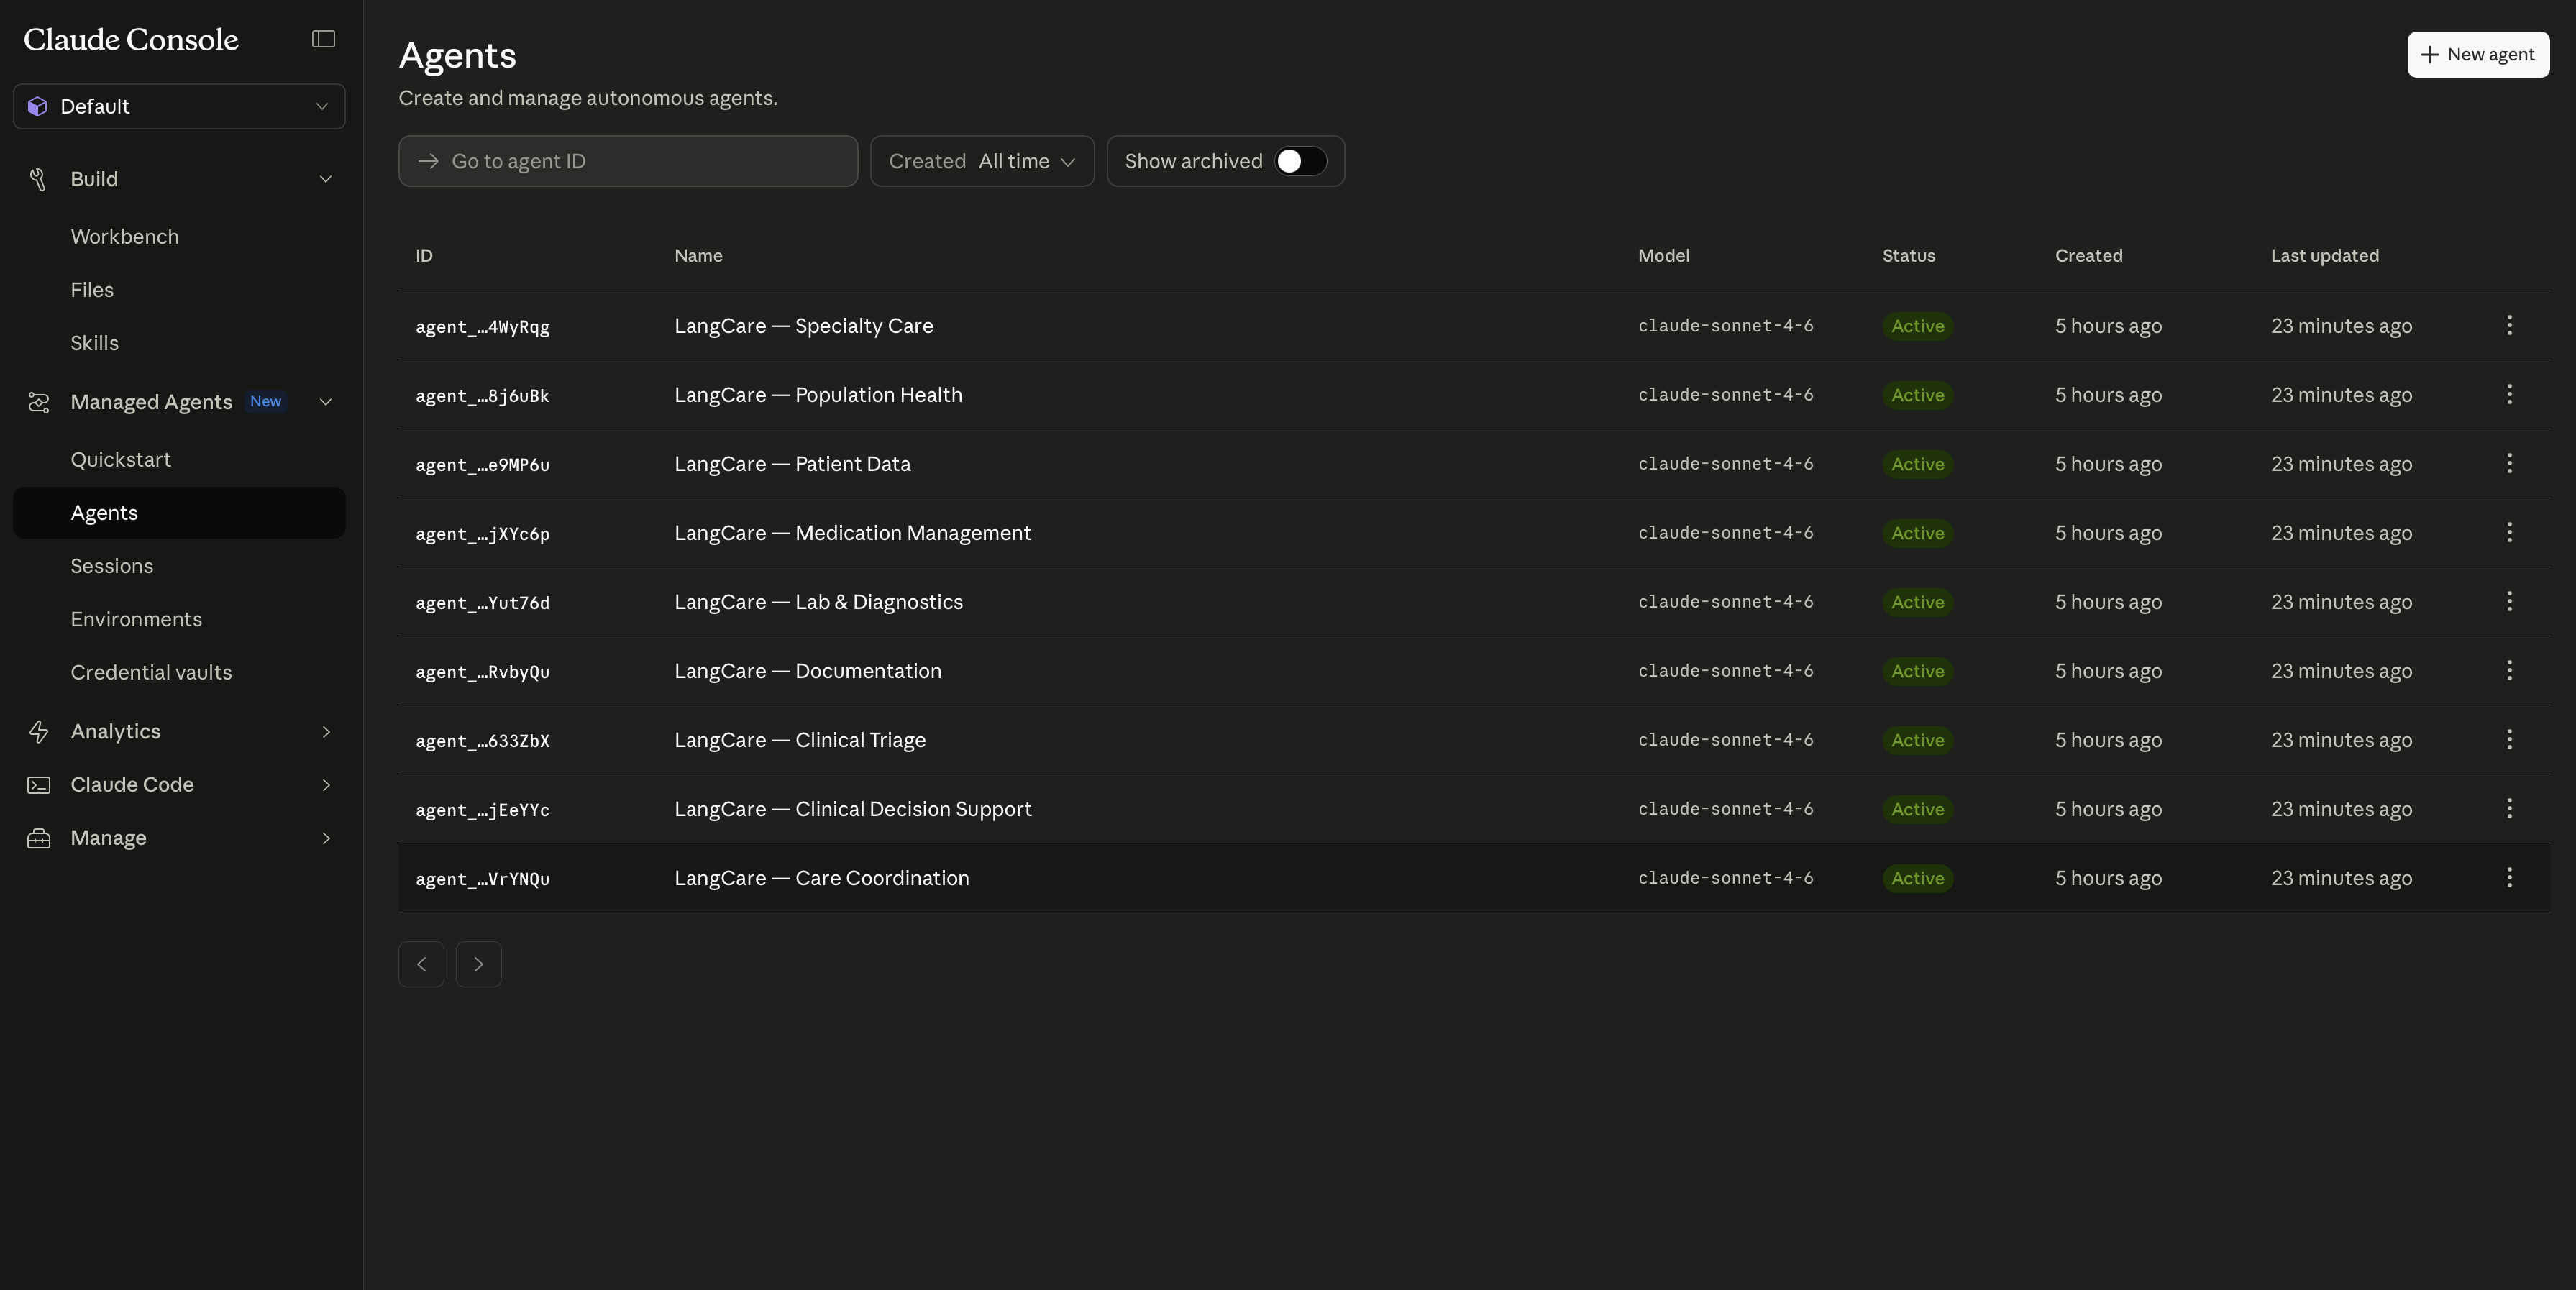 Claude Console
Default
Build
Workbench
Files
Skills
Managed Agents New
Quickstart
Agents
Sessions
Environments
Credential vaults
Analytics
Claude Code
Manage
Agents
New agent
Create and manage autonomous agents.
Go to agent ID
Created All time
Show archived
ID Name Model Status Created Last updated
agent_…4WyRqg LangCare — Specialty Care claude-sonnet-4-6 Active 5 hours ago 23 minutes ago
agent_…8j6uBk LangCare — Population Health claude-sonnet-4-6 Active 5 hours ago 23 minutes ago
agent_…e9MP6u LangCare — Patient Data claude-sonnet-4-6 Active 5 hours ago 23 minutes ago
agent_…jXYc6p LangCare — Medication Management claude-sonnet-4-6 Active 5 hours ago 23 minutes ago
agent_…Yut76d LangCare — Lab & Diagnostics claude-sonnet-4-6 Active 5 hours ago 23 minutes ago
agent_…RvbyQu LangCare — Documentation claude-sonnet-4-6 Active 5 hours ago 23 minutes ago
agent_…633ZbX LangCare — Clinical Triage claude-sonnet-4-6 Active 5 hours ago 23 minutes ago
agent_…jEeYYc LangCare — Clinical Decision Support claude-sonnet-4-6 Active 5 hours ago 23 minutes ago
agent_…VrYNQu LangCare — Care Coordination claude-sonnet-4-6 Active 5 hours ago 23 minutes ago